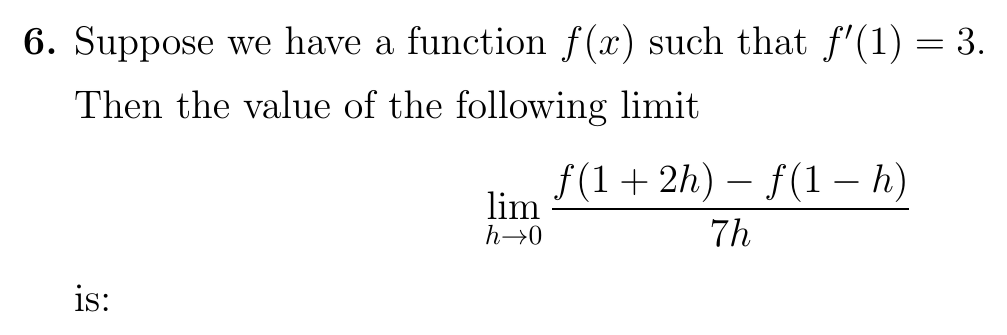 6. Suppose we have a function f(x) such that f′(1) = 3.
Then the value of the following limit
lim h→0 f(1 + 2h) − f(1 − h) / 7h
is: